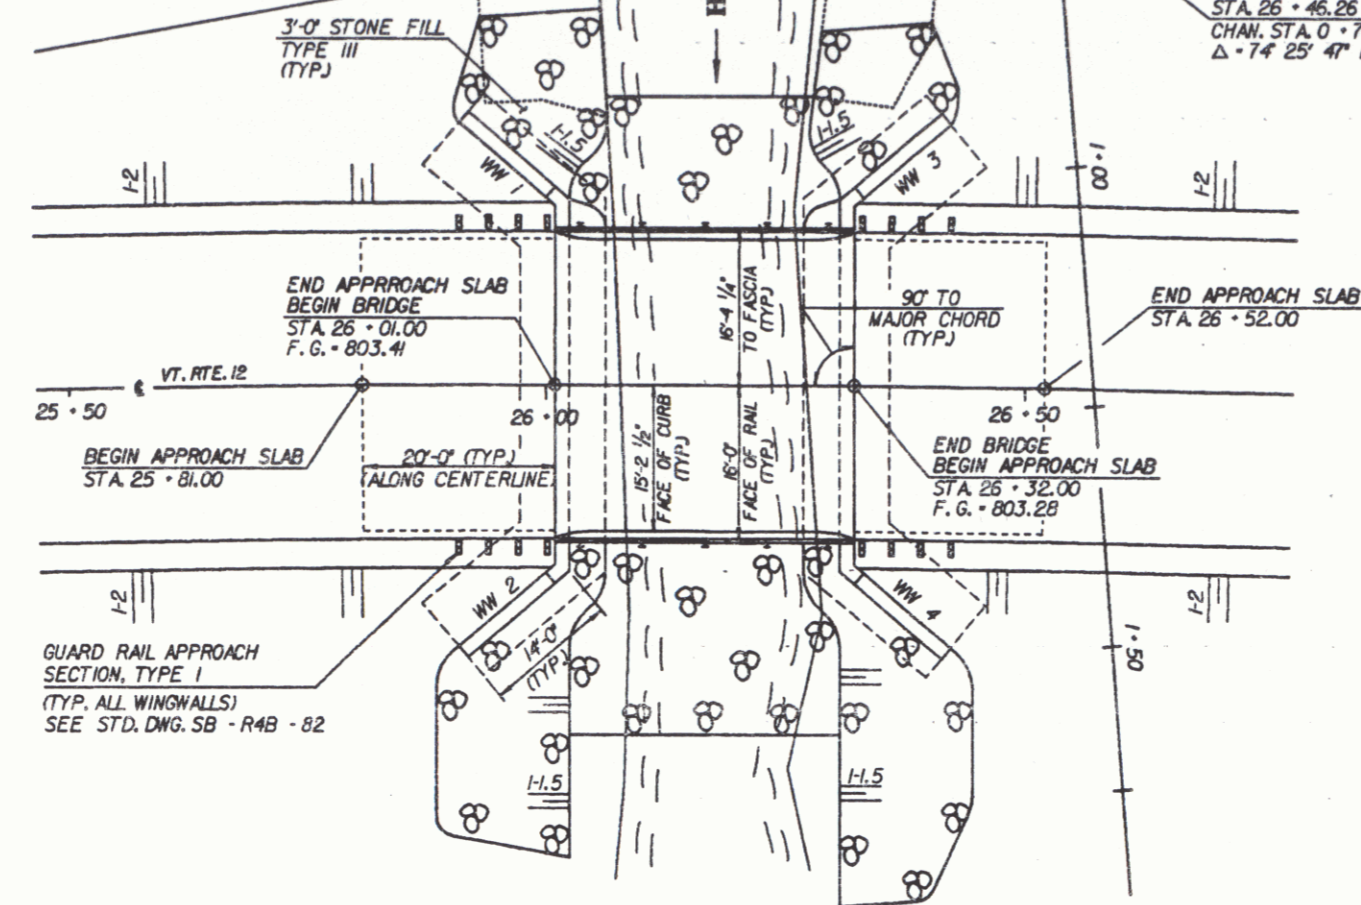 3'-0" STONE FILL
TYPE III
(TYP.)
H
STA. 26 + 46.26
CHAN. STA. 0 + 7
Δ = 74° 25' 47"
1-1.5
1-1.5
WW 1
WW 3
1-2
1-2
1+00
END APPRROACH SLAB
BEGIN BRIDGE
STA. 26 + 01.00
F. G. = 803.41
16'-4 1/4"
TO FASCIA
(TYP.)
90° TO
MAJOR CHORD
(TYP.)
END APPROACH SLAB
STA. 26 + 52.00
VT. RTE. 12
25 + 50
26 + 00
26 + 50
BEGIN APPROACH SLAB
STA. 25 + 81.00
20'-0" (TYP.)
(ALONG CENTERLINE)
15'-2 1/2"
FACE OF CURB
(TYP.)
16'-0"
FACE OF RAIL
(TYP.)
END BRIDGE
BEGIN APPROACH SLAB
STA. 26 + 32.00
F. G. = 803.28
1-2
WW 2
WW 4
1-2
14'-0"
(TYP.)
1+50
GUARD RAIL APPROACH
SECTION, TYPE I
(TYP. ALL WINGWALLS)
SEE STD. DWG. SB - R4B - 82
1-1.5
1-1.5